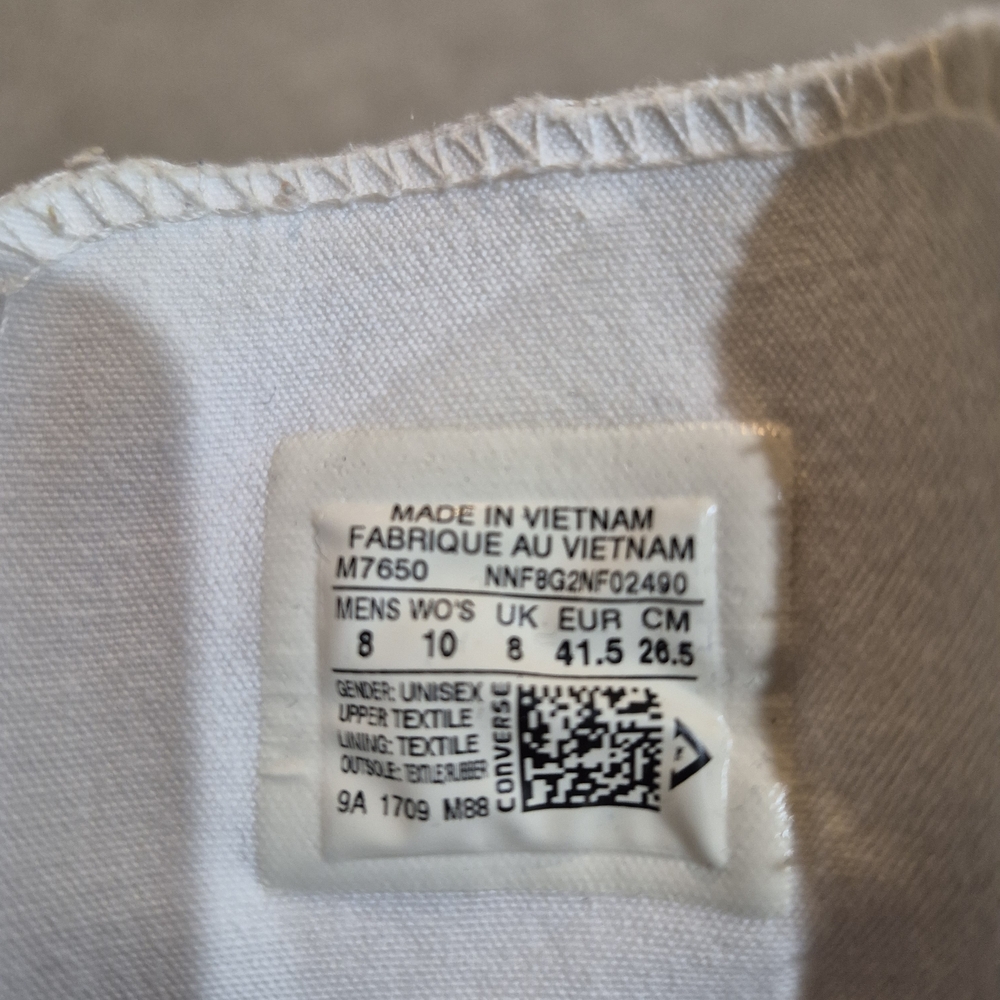 MADE IN VIETNAM
FABRIQUE AU VIETNAM
M7650 NNF8G2NF02490
MENS WO'S UK EUR CM
8 10 8 41.5 26.5
GENDER: UNISEX
UPPER TEXTILE
LINING: TEXTILE
OUTSOLE: TEXTILE/RUBBER
9A 1709 M88
CONVERSE